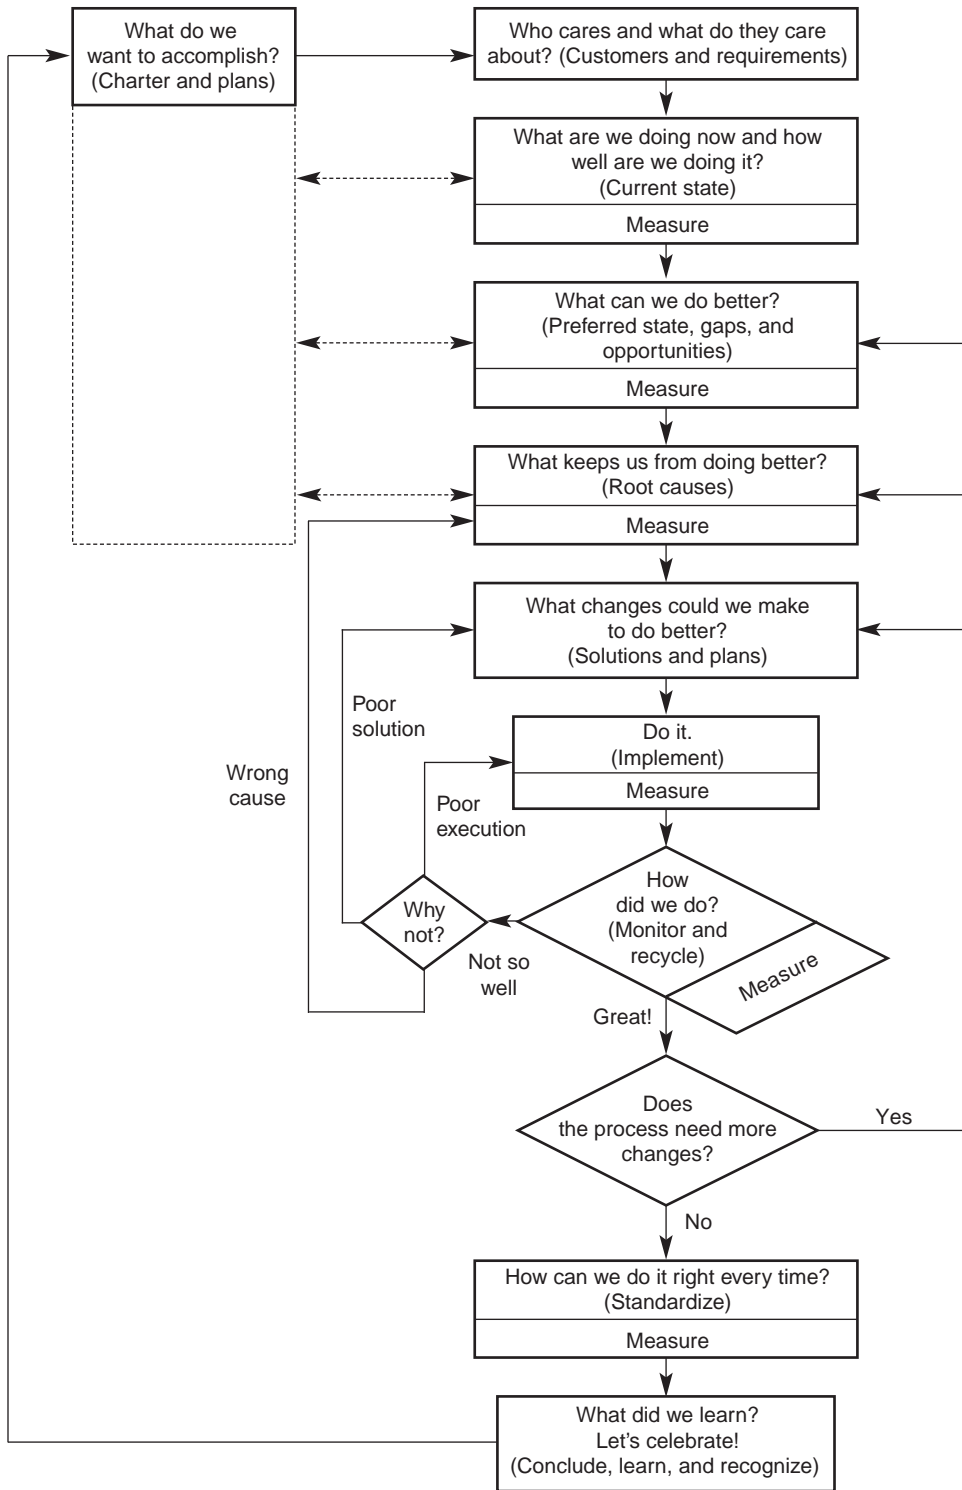 What do we
want to accomplish?
(Charter and plans)
Who cares and what do they care
about? (Customers and requirements)
What are we doing now and how
well are we doing it?
(Current state)
Measure
What can we do better?
(Preferred state, gaps, and
opportunities)
Measure
What keeps us from doing better?
(Root causes)
Measure
What changes could we make
to do better?
(Solutions and plans)
Poor
solution
Do it.
(Implement)
Measure
Wrong
cause
Poor
execution
How
did we do?
(Monitor and
recycle)
Measure
Why
not?
Not so
well
Great!
Does
the process need more
changes?
Yes
No
How can we do it right every time?
(Standardize)
Measure
What did we learn?
Let's celebrate!
(Conclude, learn, and recognize)